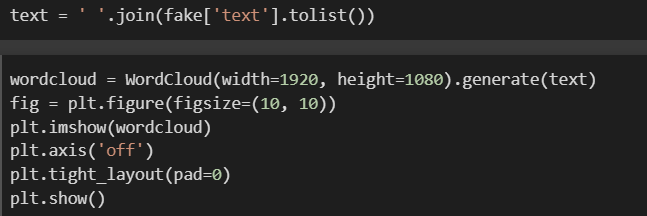 text = ' '.join(fake['text'].tolist())
wordcloud = WordCloud(width=1920, height=1080).generate(text)
fig = plt.figure(figsize=(10, 10))
plt.imshow(wordcloud)
plt.axis('off')
plt.tight_layout(pad=0)
plt.show()